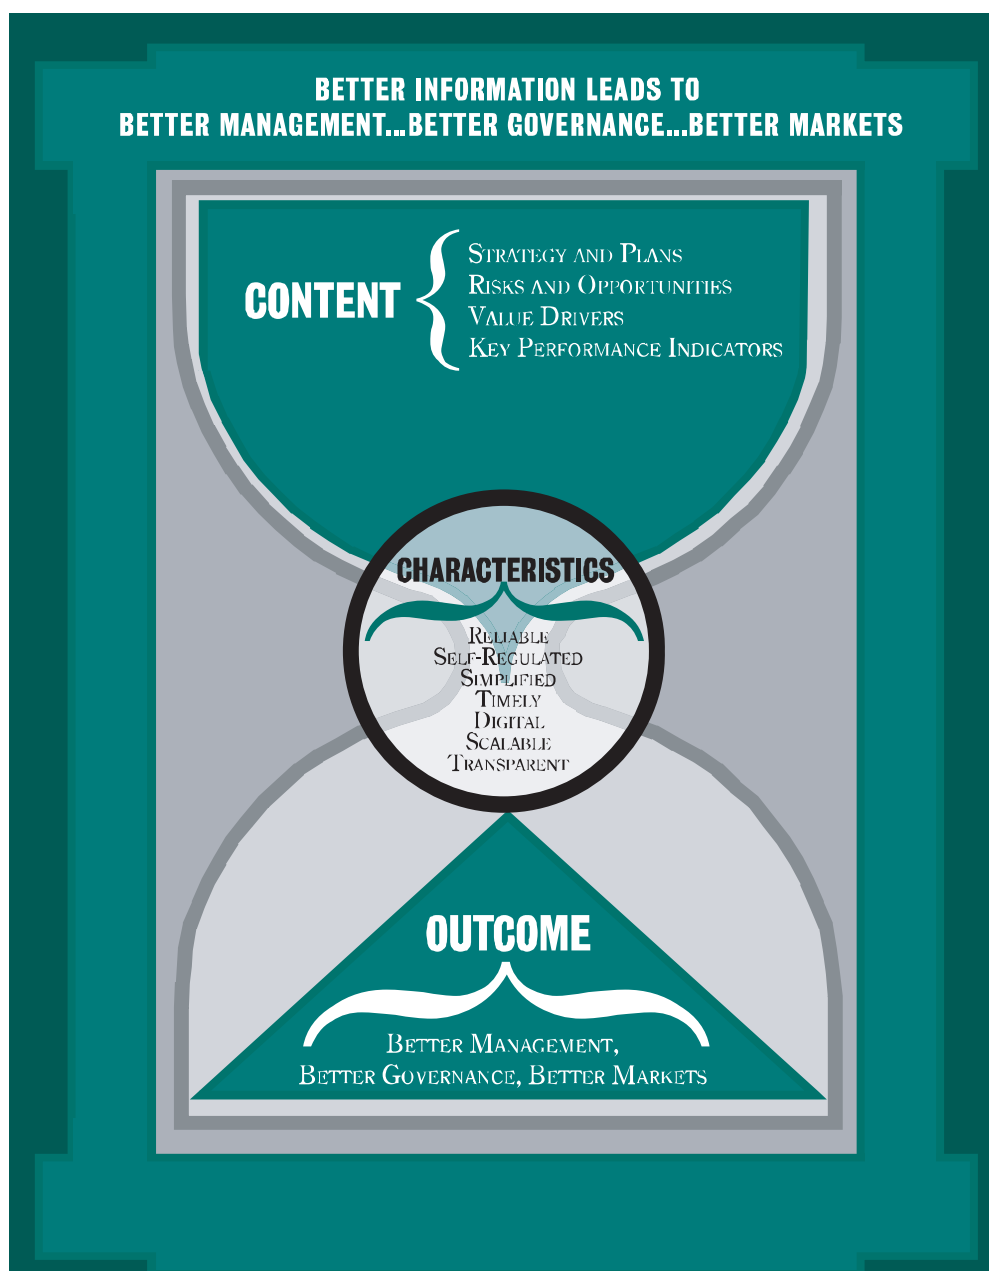 BETTER INFORMATION LEADS TO
BETTER MANAGEMENT...BETTER GOVERNANCE...BETTER MARKETS
CONTENT
STRATEGY AND PLANS
RISKS AND OPPORTUNITIES
VALUE DRIVERS
KEY PERFORMANCE INDICATORS
CHARACTERISTICS
RELIABLE
SELF-REGULATED
SIMPLIFIED
TIMELY
DIGITAL
SCALABLE
TRANSPARENT
OUTCOME
BETTER MANAGEMENT,
BETTER GOVERNANCE, BETTER MARKETS